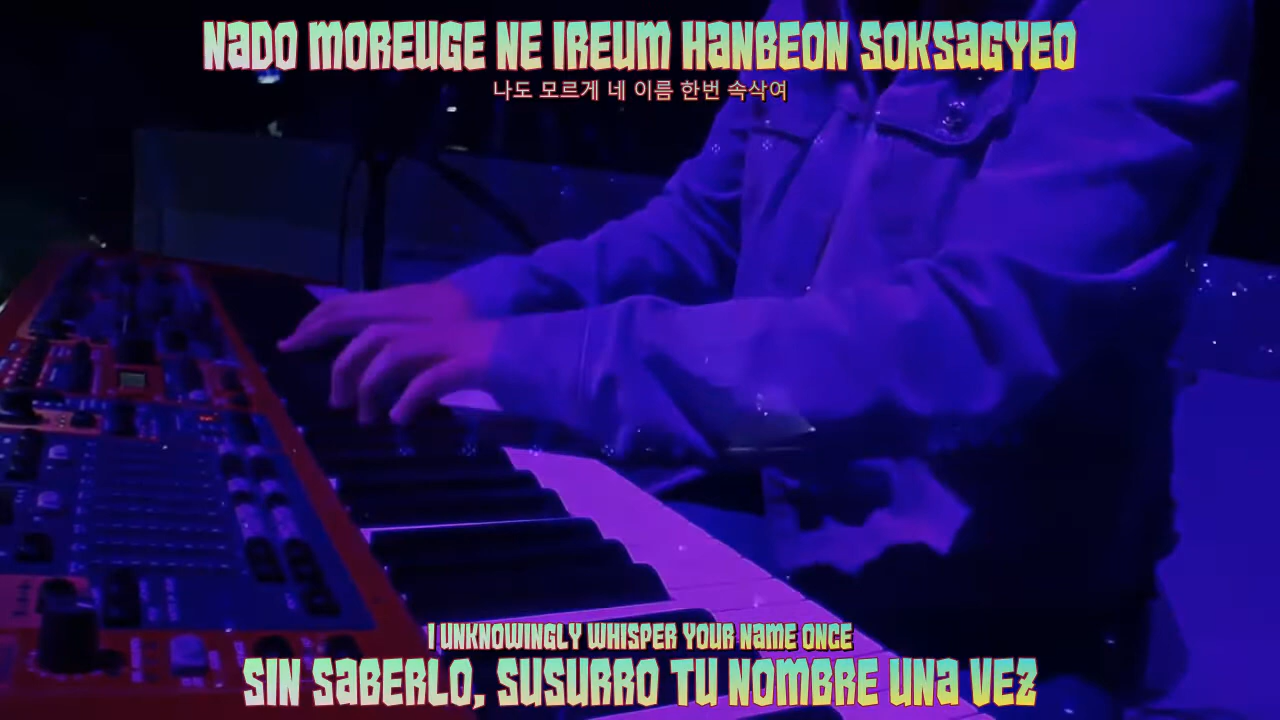 NADO MOREUGE NE IREUM HANBEON SOKSAGYEO
나도 모르게 네 이름 한번 속삭여
I UNKNOWINGLY WHISPER YOUR NAME ONCE
SIN SABERLO, SUSURRO TU NOMBRE UNA VEZ